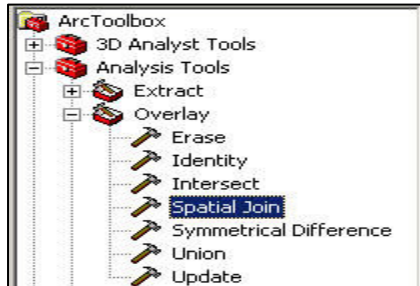 ArcToolbox
3D Analyst Tools
Analysis Tools
Extract
Overlay
Erase
Identity
Intersect
Spatial Join
Symmetrical Difference
Union
Update